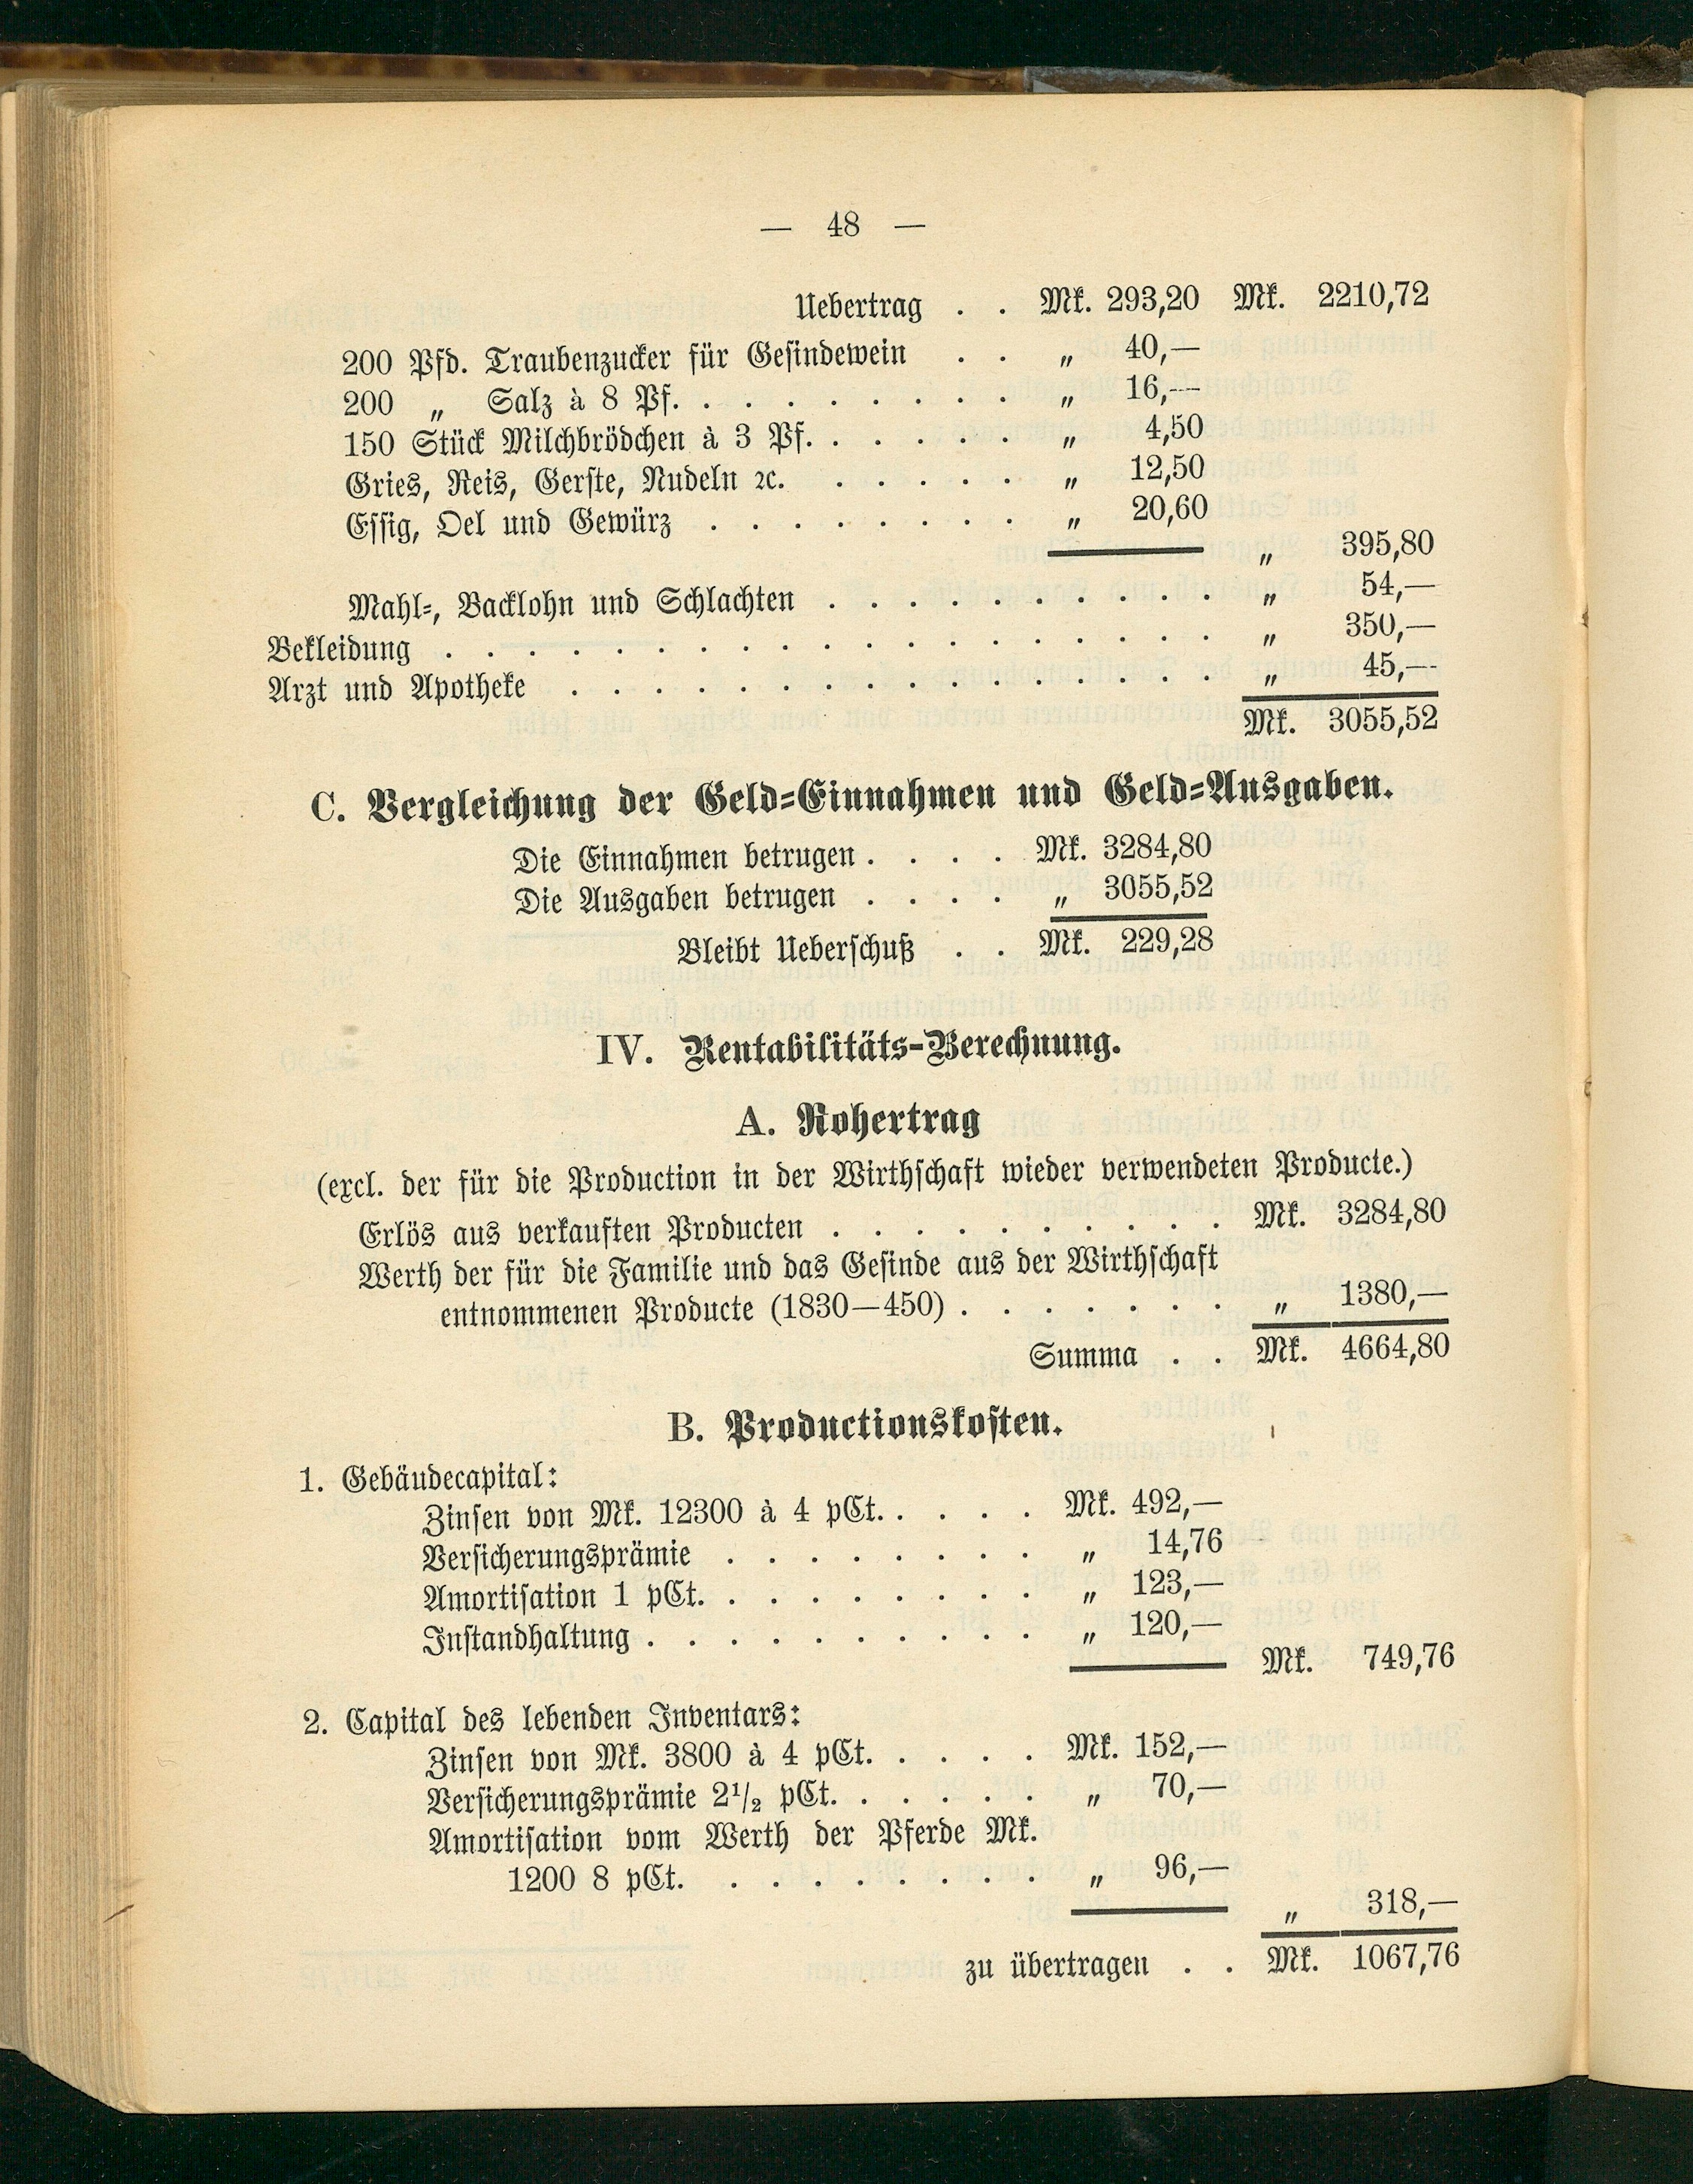 — 48 —
Uebertrag . . Mk. 293,20 Mk. 2210,72
200 Pfd. Traubenzucker für Gesindewein . . „ 40,—
200 „ Salz à 8 Pf. . . . . . . . . „ 16,—
150 Stück Milchbrödchen à 3 Pf. . . . . . „ 4,50
Gries, Reis, Gerste, Nudeln ꝛc. . . . . . „ 12,50
Essig, Oel und Gewürz . . . . . . . . „ 20,60
„ 395,80
Mahl-, Backlohn und Schlachten . . . . . . . . . . „ 54,—
Bekleidung . . . . . . . . . . . . . . . . . . . „ 350,—
Arzt und Apotheke . . . . . . . . . . . . . . . . „ 45,—
Mk. 3055,52
C. Vergleichung der Geld-Einnahmen und Geld-Ausgaben.
Die Einnahmen betrugen . . . . Mk. 3284,80
Die Ausgaben betrugen . . . . „ 3055,52
Bleibt Ueberschuß . . Mk. 229,28
IV. Rentabilitäts-Berechnung.
A. Rohertrag
(excl. der für die Production in der Wirthschaft wieder verwendeten Producte.)
Erlös aus verkauften Producten . . . . . . . . . . Mk. 3284,80
Werth der für die Familie und das Gesinde aus der Wirthschaft
entnommenen Producte (1830—450) . . . . . . . „ 1380,—
Summa . . Mk. 4664,80
B. Productionskosten.
1. Gebäudecapital:
Zinsen von Mk. 12300 à 4 pCt. . . . . Mk. 492,—
Versicherungsprämie . . . . . . . . „ 14,76
Amortisation 1 pCt. . . . . . . . . „ 123,—
Instandhaltung . . . . . . . . . . „ 120,—
Mk. 749,76
2. Capital des lebenden Inventars:
Zinsen von Mk. 3800 à 4 pCt. . . . . Mk. 152,—
Versicherungsprämie 2¹/₂ pCt. . . . . . „ 70,—
Amortisation vom Werth der Pferde Mk.
1200 8 pCt. . . . . . . . . „ 96,—
„ 318,—
zu übertragen . . Mk. 1067,76